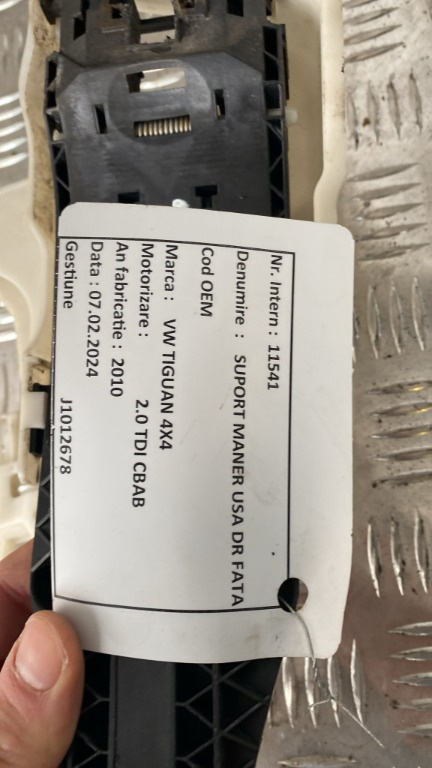 Nr. Intern : 11541
Denumire : SUPORT MANER USA DR FATA
Cod OEM
Marca : VW TIGUAN 4X4
Motorizare : 2.0 TDI CBAB
An fabricatie : 2010
Data : 07.02.2024
Gestiune J1012678